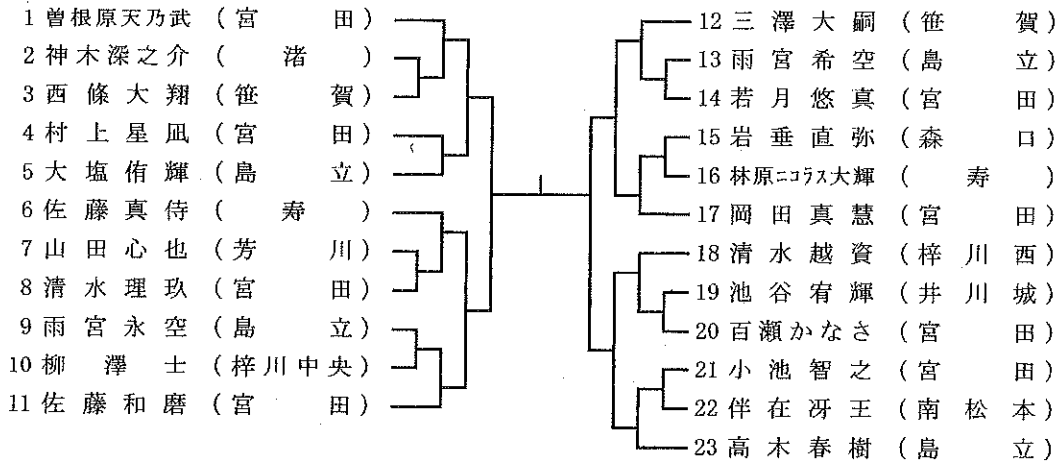 1 曽根原天乃武 (宮田)
2 神木深之介 (渚)
3 西條大翔 (笹賀)
4 村上星凪 (宮田)
5 大塩侑輝 (島立)
6 佐藤真侍 (寿)
7 山田心也 (芳川)
8 清水理玖 (宮田)
9 雨宮永空 (島立)
10 柳澤士 (梓川中央)
11 佐藤和磨 (宮田)
12 三澤大嗣 (笹賀)
13 雨宮希空 (島立)
14 若月悠真 (宮田)
15 岩垂直弥 (森口)
16 林原ニコラス大輝 (寿)
17 岡田真慧 (宮田)
18 清水越資 (梓川西)
19 池谷宥輝 (井川城)
20 百瀬かなさ (宮田)
21 小池智之 (宮田)
22 伴在冴王 (南松本)
23 高木春樹 (島立)